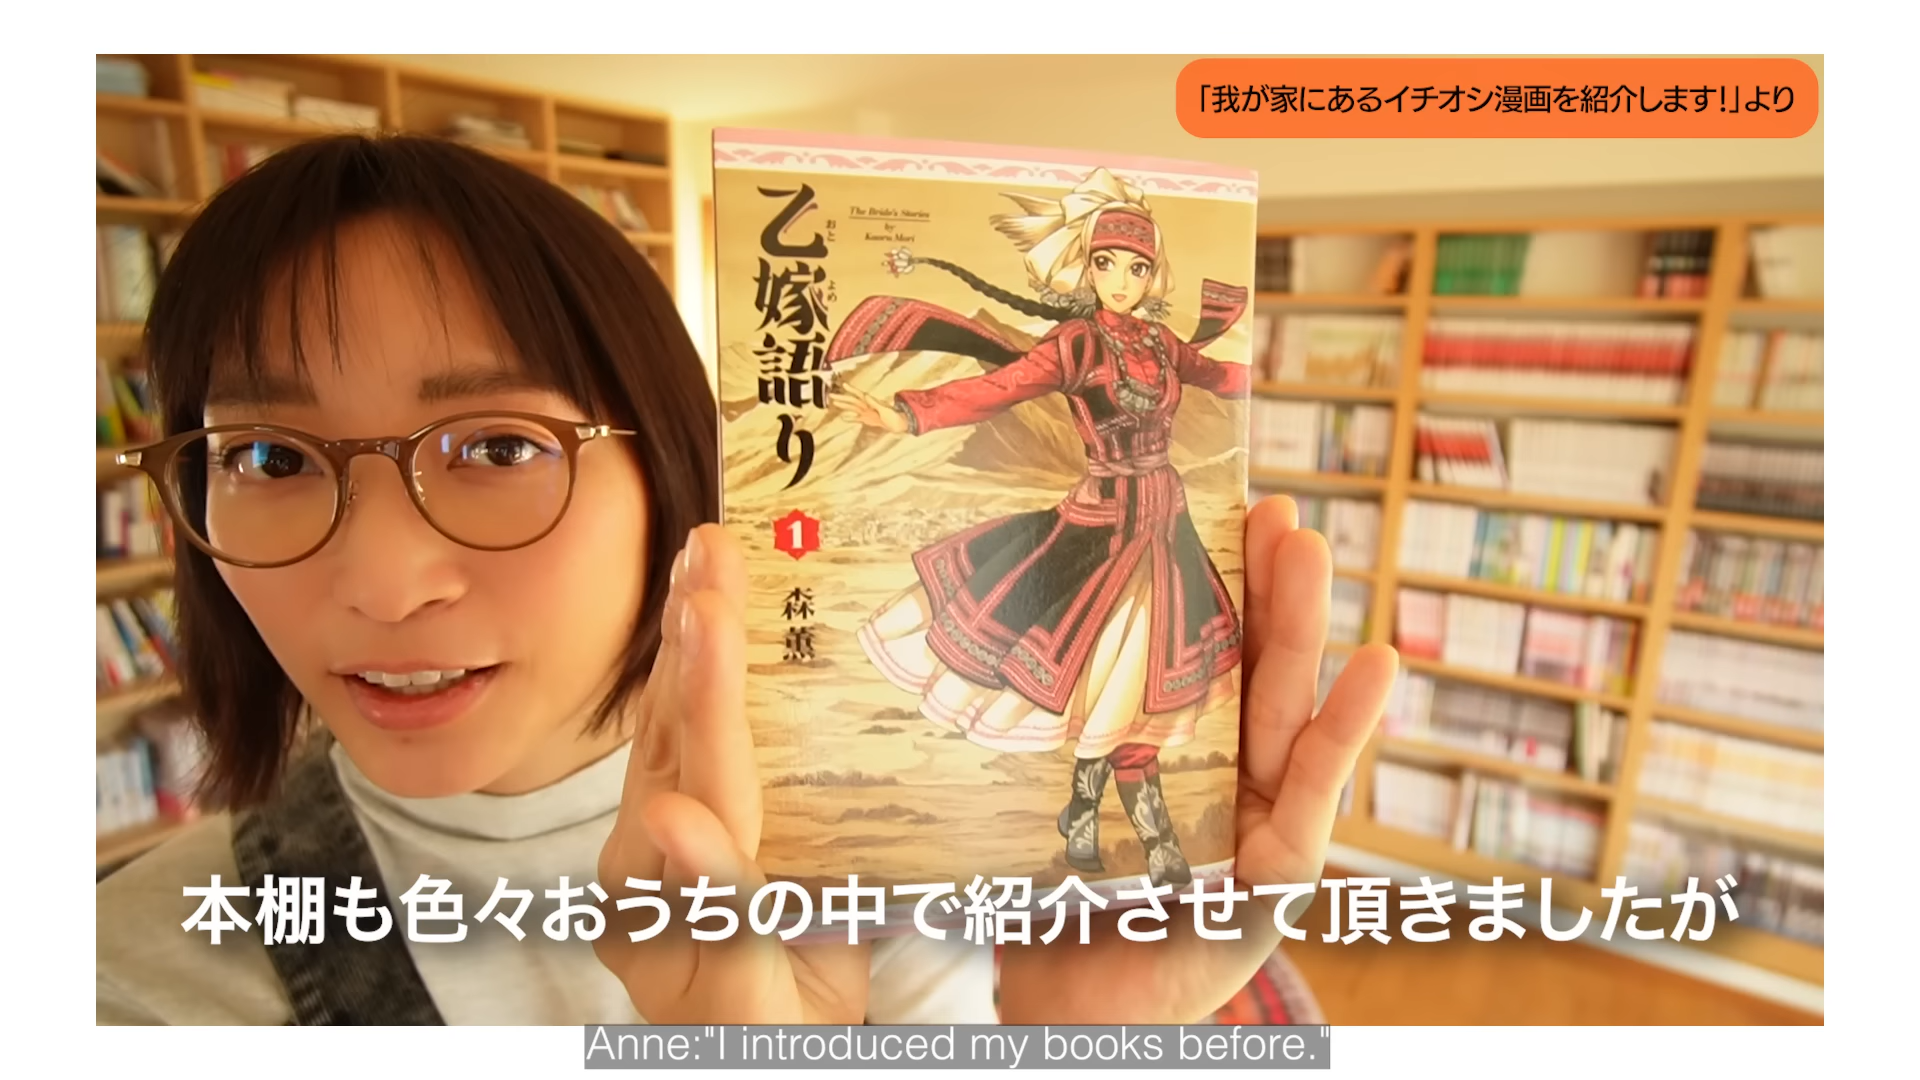 「我が家にあるイチオシ漫画を紹介します!」より
乙嫁語り
おと
よめ
The Bride's Stories
by
Kaoru Mori
1
森薫
本棚も色々おうちの中で紹介させて頂きましたが
Anne:"I introduced my books before."